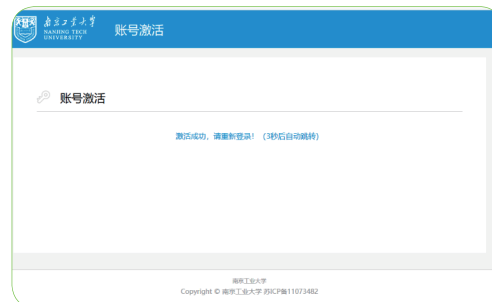 南京工业大学
NANJING TECH
UNIVERSITY
账号激活
账号激活
激活成功，请重新登录！（3秒后自动跳转）
南京工业大学
Copyright © 南京工业大学 苏ICP备11073482